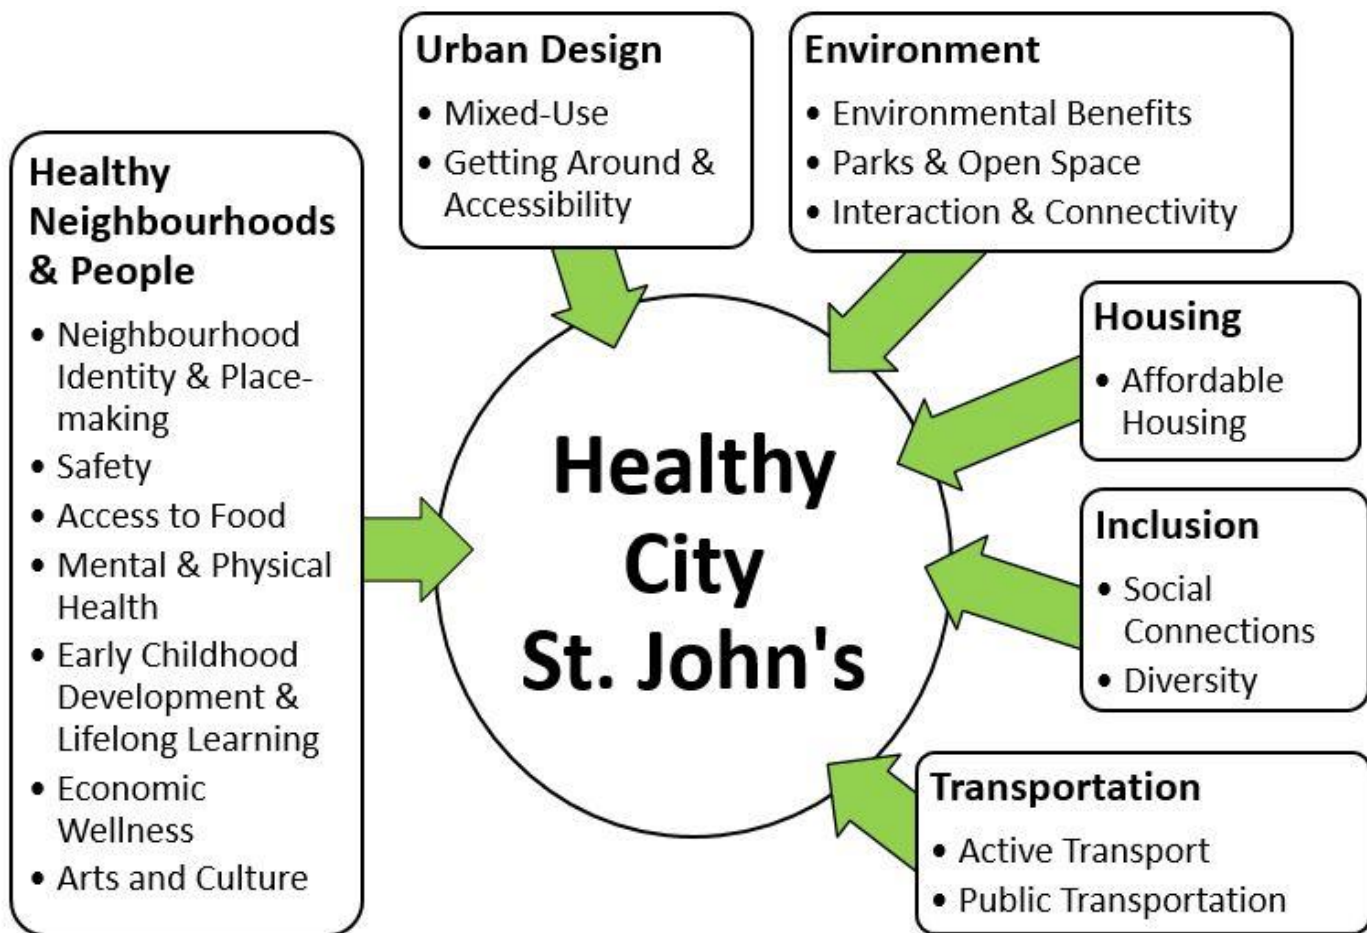 Urban Design
• Mixed-Use
• Getting Around &
Accessibility
Environment
• Environmental Benefits
• Parks & Open Space
• Interaction & Connectivity
Healthy
Neighbourhoods
& People
• Neighbourhood
Identity & Place-
making
• Safety
• Access to Food
• Mental & Physical
Health
• Early Childhood
Development &
Lifelong Learning
• Economic
Wellness
• Arts and Culture
Healthy
City
St. John's
Housing
• Affordable
Housing
Inclusion
• Social
Connections
• Diversity
Transportation
• Active Transport
• Public Transportation